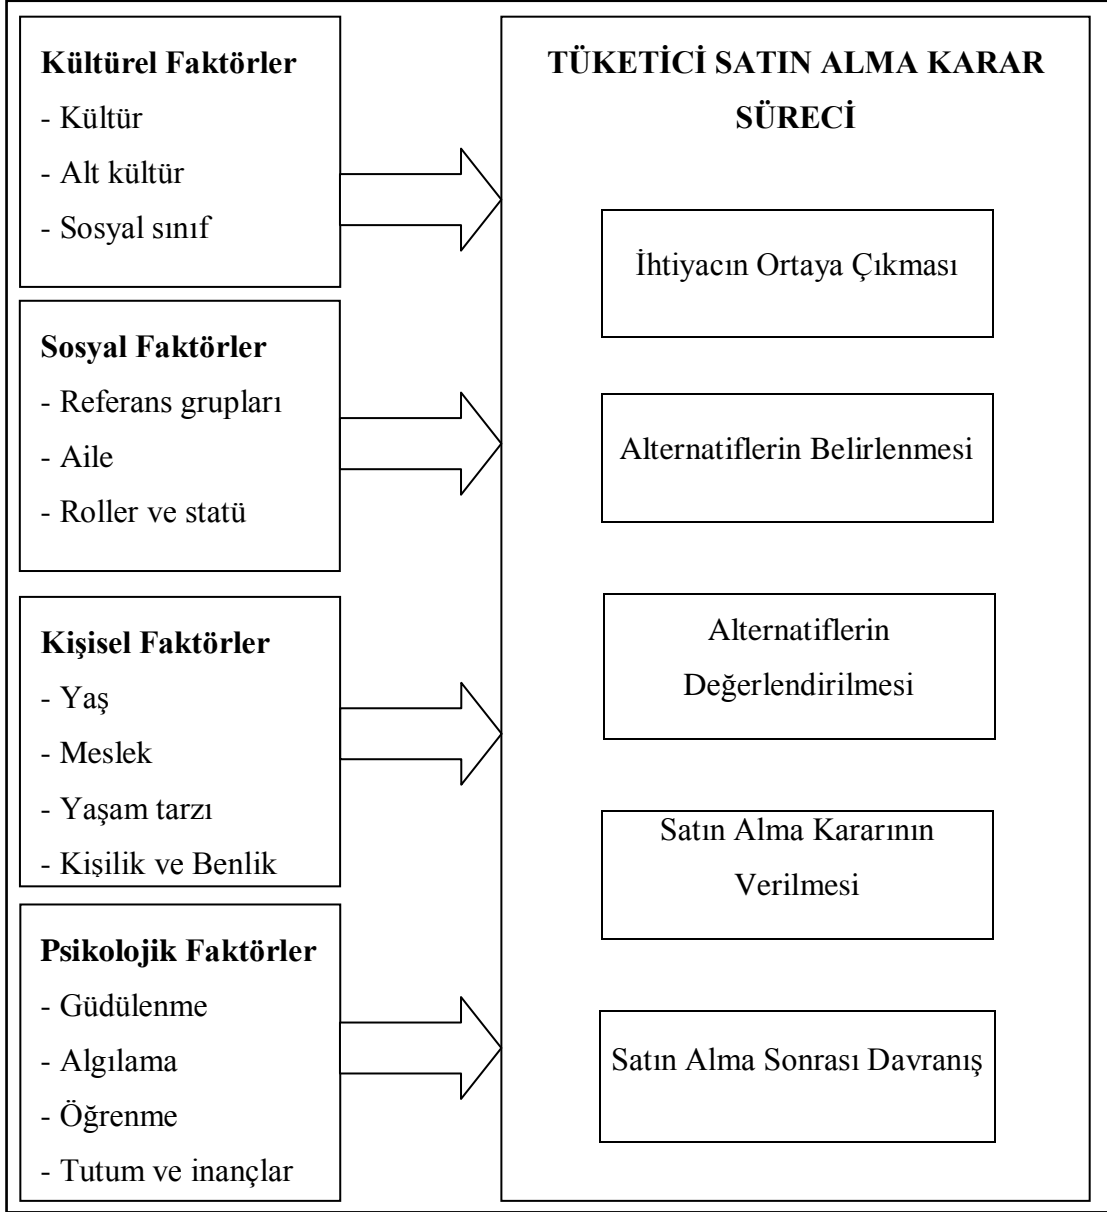 Kültürel Faktörler
- Kültür
- Alt kültür
- Sosyal sınıf
Sosyal Faktörler
- Referans grupları
- Aile
- Roller ve statü
Kişisel Faktörler
- Yaş
- Meslek
- Yaşam tarzı
- Kişilik ve Benlik
Psikolojik Faktörler
- Güdülenme
- Algılama
- Öğrenme
- Tutum ve inançlar
TÜKETİCİ SATIN ALMA KARAR
SÜRECİ
İhtiyacın Ortaya Çıkması
Alternatiflerin Belirlenmesi
Alternatiflerin
Değerlendirilmesi
Satın Alma Kararının
Verilmesi
Satın Alma Sonrası Davranış